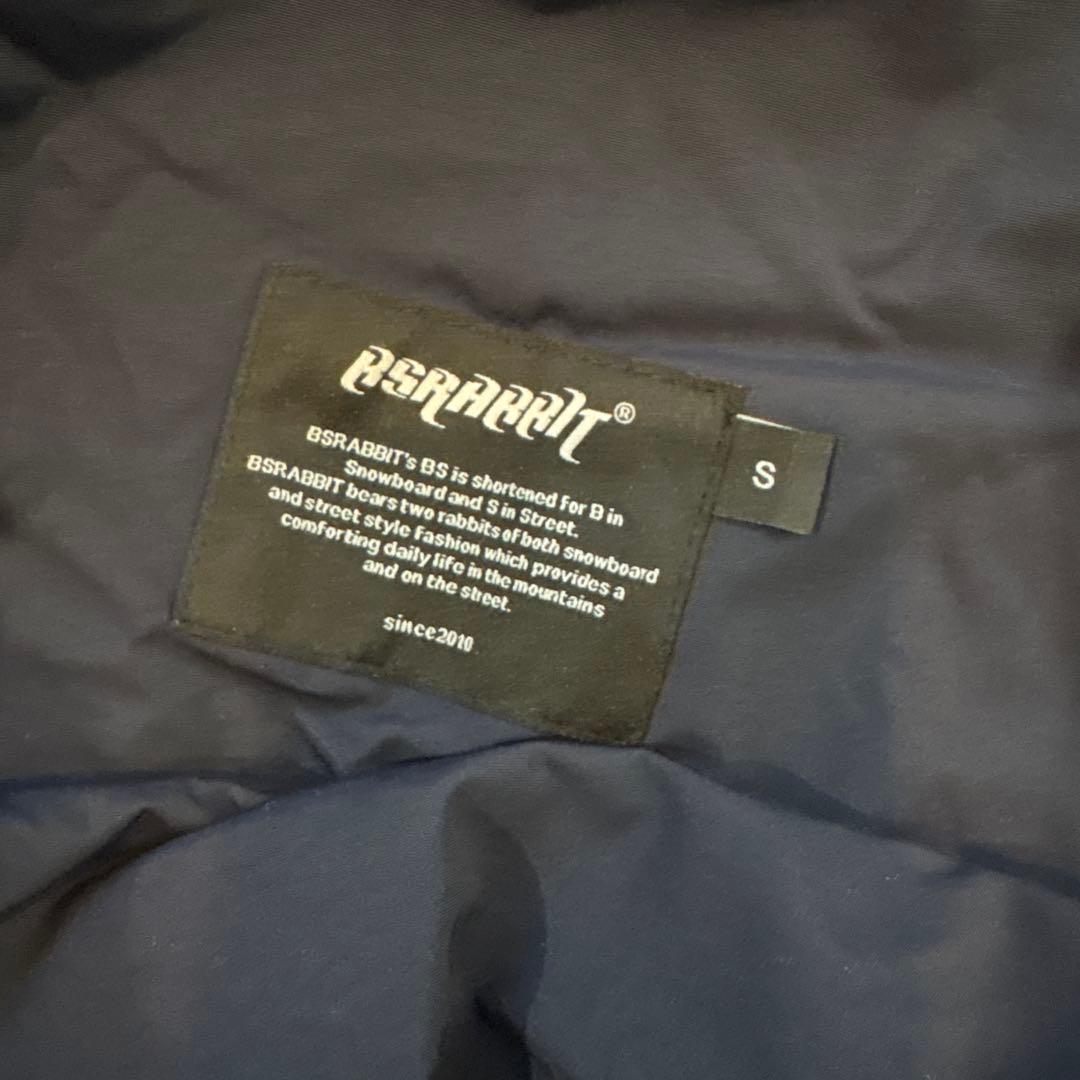 BSRABBIT®
BSRABBIT's BS is shortened for B in
Snowboard and S in Street.
BSRABBIT bears two rabbits of both snowboard
and street style fashion which provides a
comforting daily life in the mountains
and on the street.
since2010
S